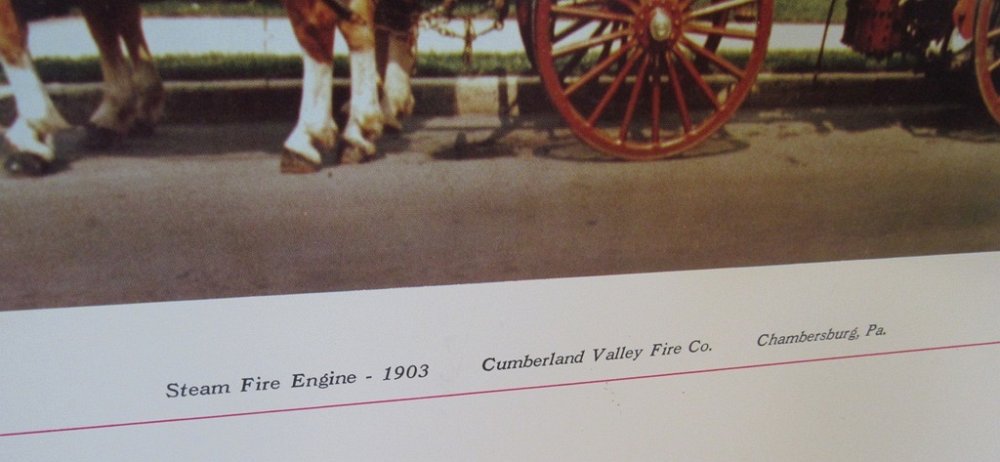 Steam Fire Engine - 1903 Cumberland Valley Fire Co. Chambersburg, Pa.